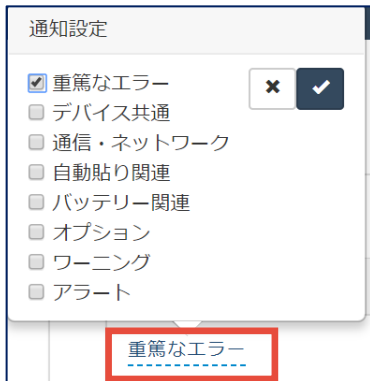 通知設定
重篤なエラー
デバイス共通
通信・ネットワーク
自動貼り関連
バッテリー関連
オプション
ワーニング
アラート
重篤なエラー